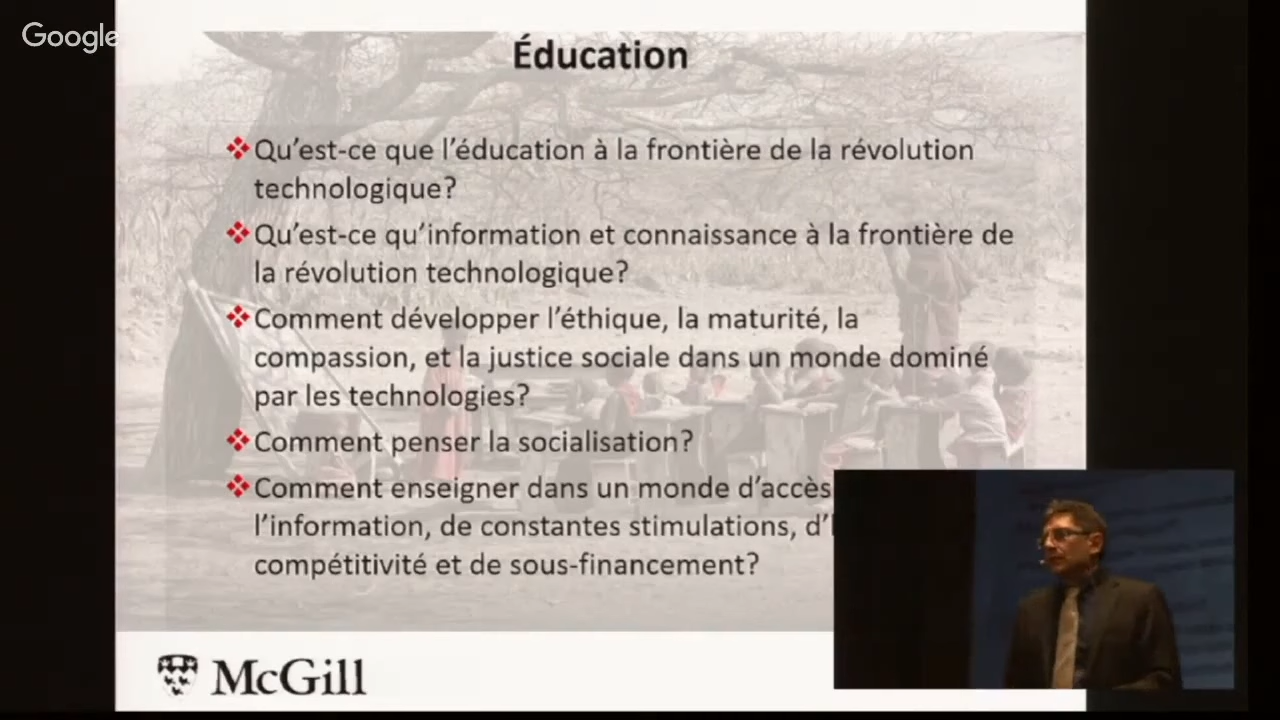 Google
Éducation
Qu’est-ce que l’éducation à la frontière de la révolution
technologique?
Qu’est-ce qu’information et connaissance à la frontière de
la révolution technologique?
Comment développer l’éthique, la maturité, la
compassion, et la justice sociale dans un monde dominé
par les technologies?
Comment penser la socialisation?
Comment enseigner dans un monde d’accès
l’information, de constantes stimulations,
compétitivité et de sous-financement?
McGill